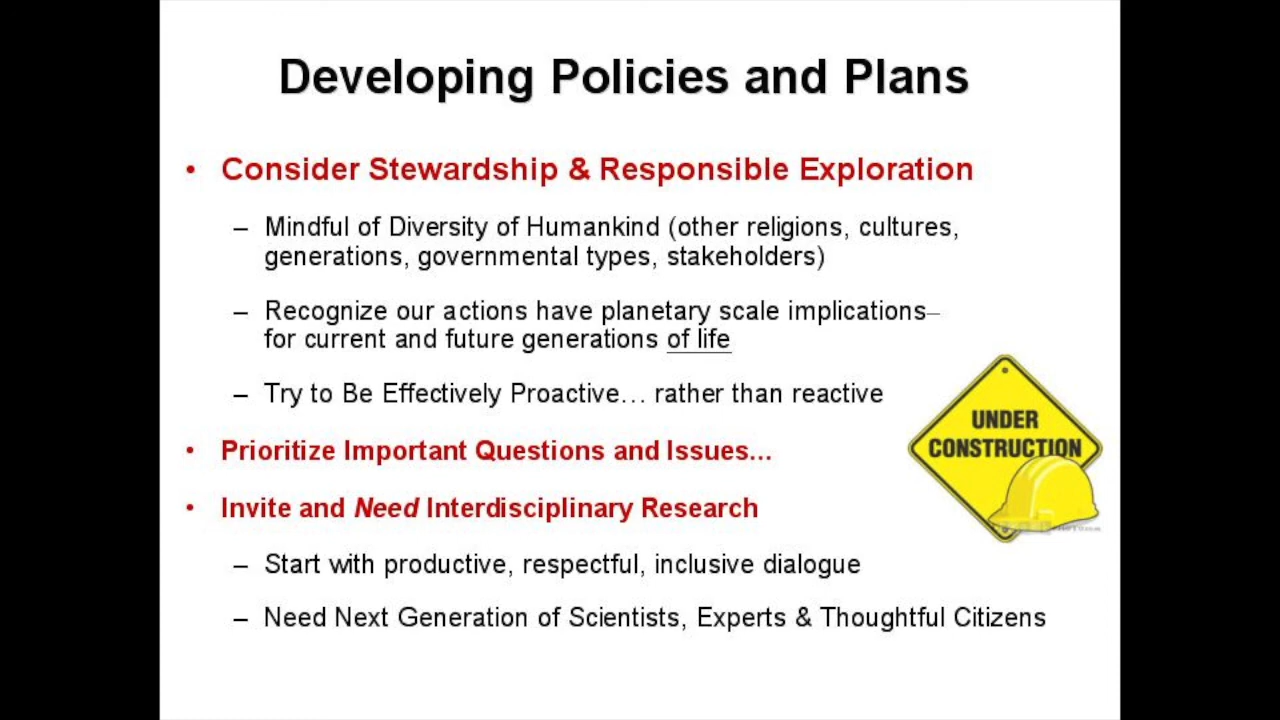 Developing Policies and Plans
• Consider Stewardship & Responsible Exploration
– Mindful of Diversity of Humankind (other religions, cultures,
generations, governmental types, stakeholders)
– Recognize our actions have planetary scale implications–
for current and future generations of life
– Try to Be Effectively Proactive… rather than reactive
• Prioritize Important Questions and Issues...
• Invite and Need Interdisciplinary Research
– Start with productive, respectful, inclusive dialogue
– Need Next Generation of Scientists, Experts & Thoughtful Citizens
UNDER
CONSTRUCTION